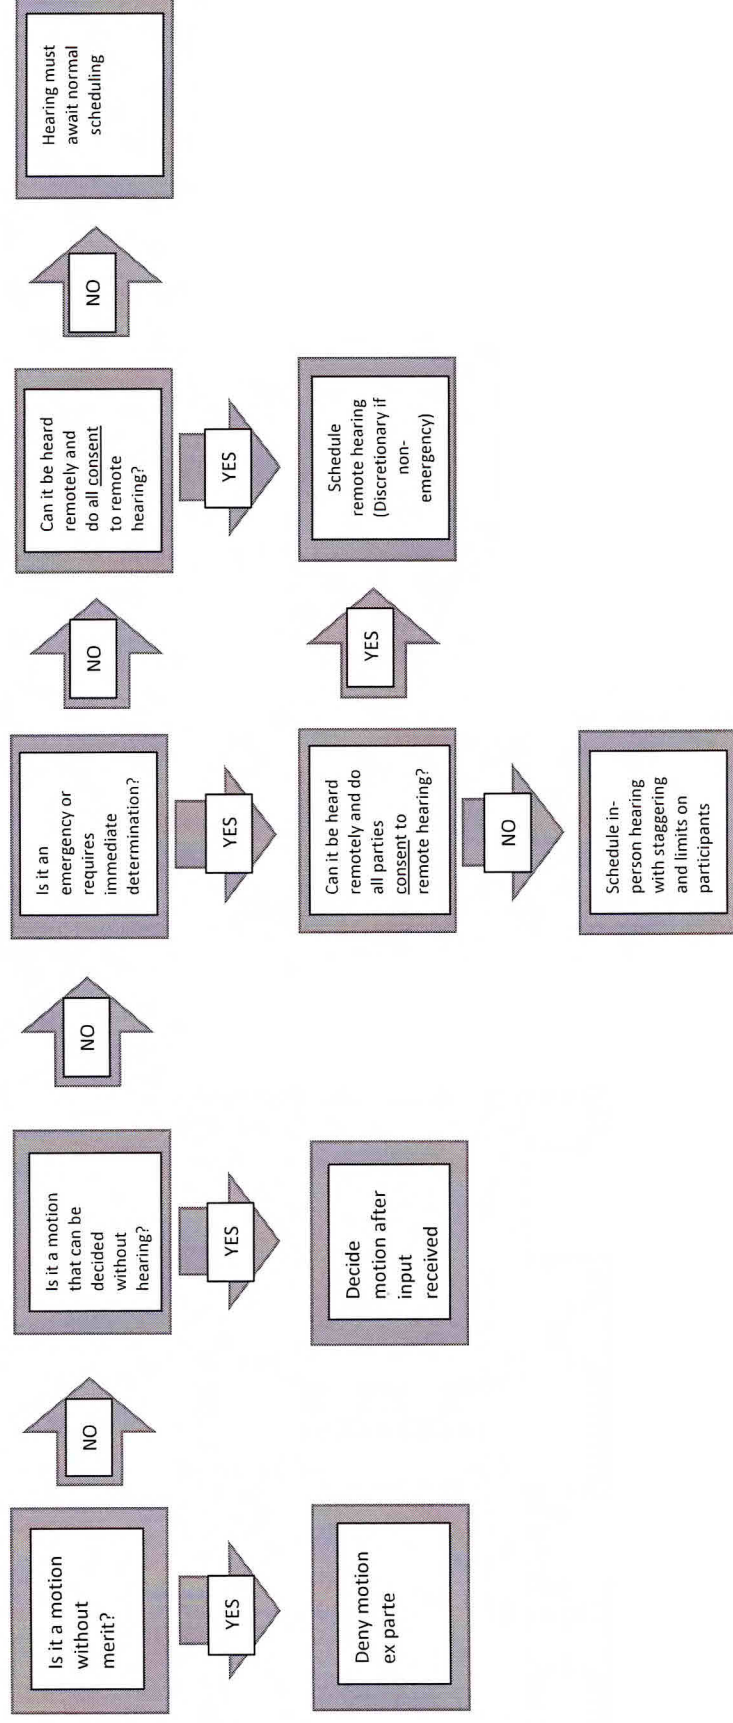 Is it a motion
without
merit?
NO
Is it a motion
that can be
decided
without
hearing?
NO
Is it an
emergency or
requires
immediate
determination?
NO
Can it be heard
remotely and
do all consent
to remote
hearing?
NO
Hearing must
await normal
scheduling
YES
YES
YES
YES
Deny motion
ex parte
Decide
motion after
input
received
Can it be heard
remotely and do
all parties
consent to
remote hearing?
YES
Schedule
remote hearing
(Discretionary if
non-
emergency)
NO
Schedule in-
person hearing
with staggering
and limits on
participants